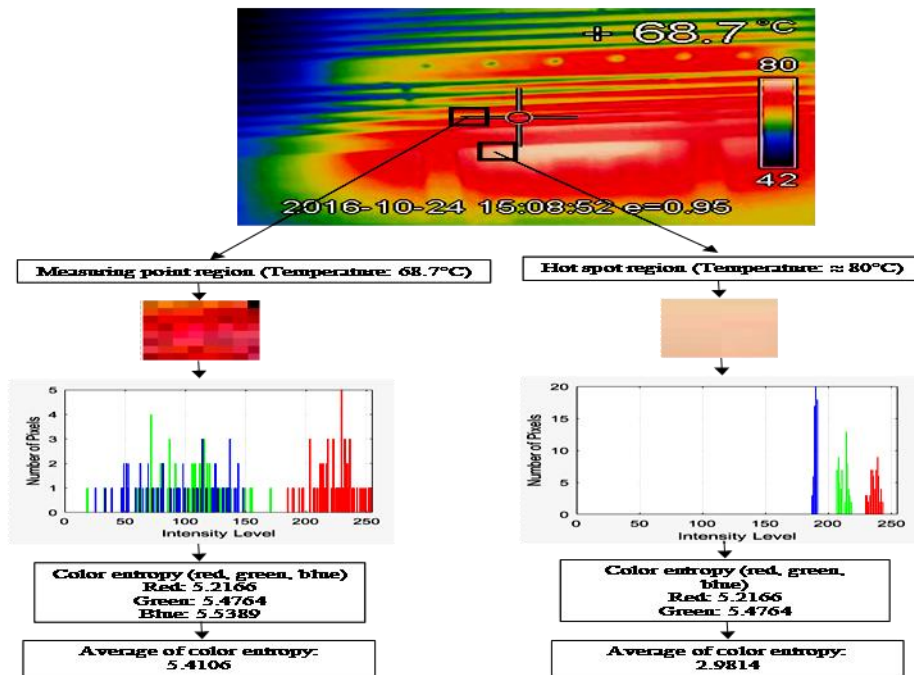 + 68.7 °C
80
42
2016-10-24 15:08:52 e=0.95
Measuring point region (Temperature: 68.7°C)
Hot spot region (Temperature: ≈ 80°C)
Number of Pixels
5
4
3
2
1
0
0 50 100 150 200 250
Intensity Level
Number of Pixels
20
15
10
5
0
0 50 100 150 200 250
Intensity Level
Color entropy (red, green, blue)
Red: 5.2166
Green: 5.4764
Blue: 5.5389
Color entropy (red, green,
blue)
Red: 5.2166
Green: 5.4764
Average of color entropy:
5.4106
Average of color entropy:
2.9814